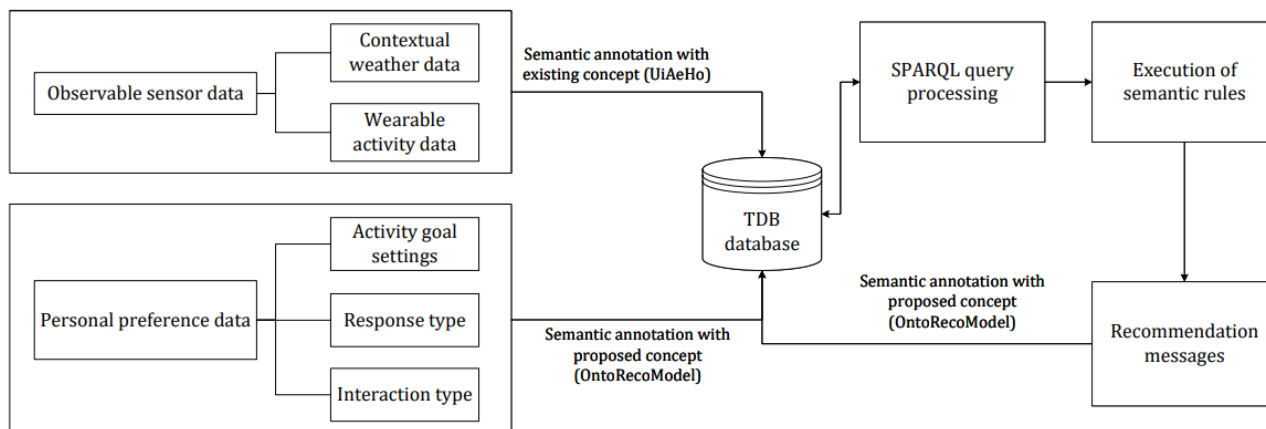 Observable sensor data
Contextual
weather data
Wearable
activity data
Semantic annotation with
existing concept (UiAeHo)
Personal preference data
Activity goal
settings
Response type
Interaction type
Semantic annotation with
proposed concept
(OntoRecoModel)
TDB
database
SPARQL query
processing
Execution of
semantic rules
Semantic annotation with
proposed concept
(OntoRecoModel)
Recommendation
messages